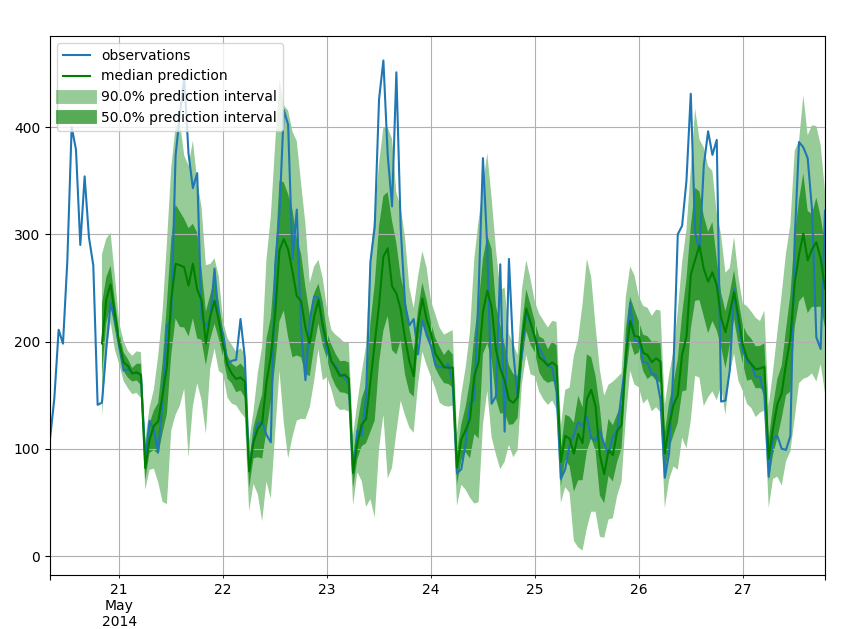 observations
median prediction
90.0% prediction interval
50.0% prediction interval
400
300
200
100
0
21 22 23 24 25 26 27
May
2014